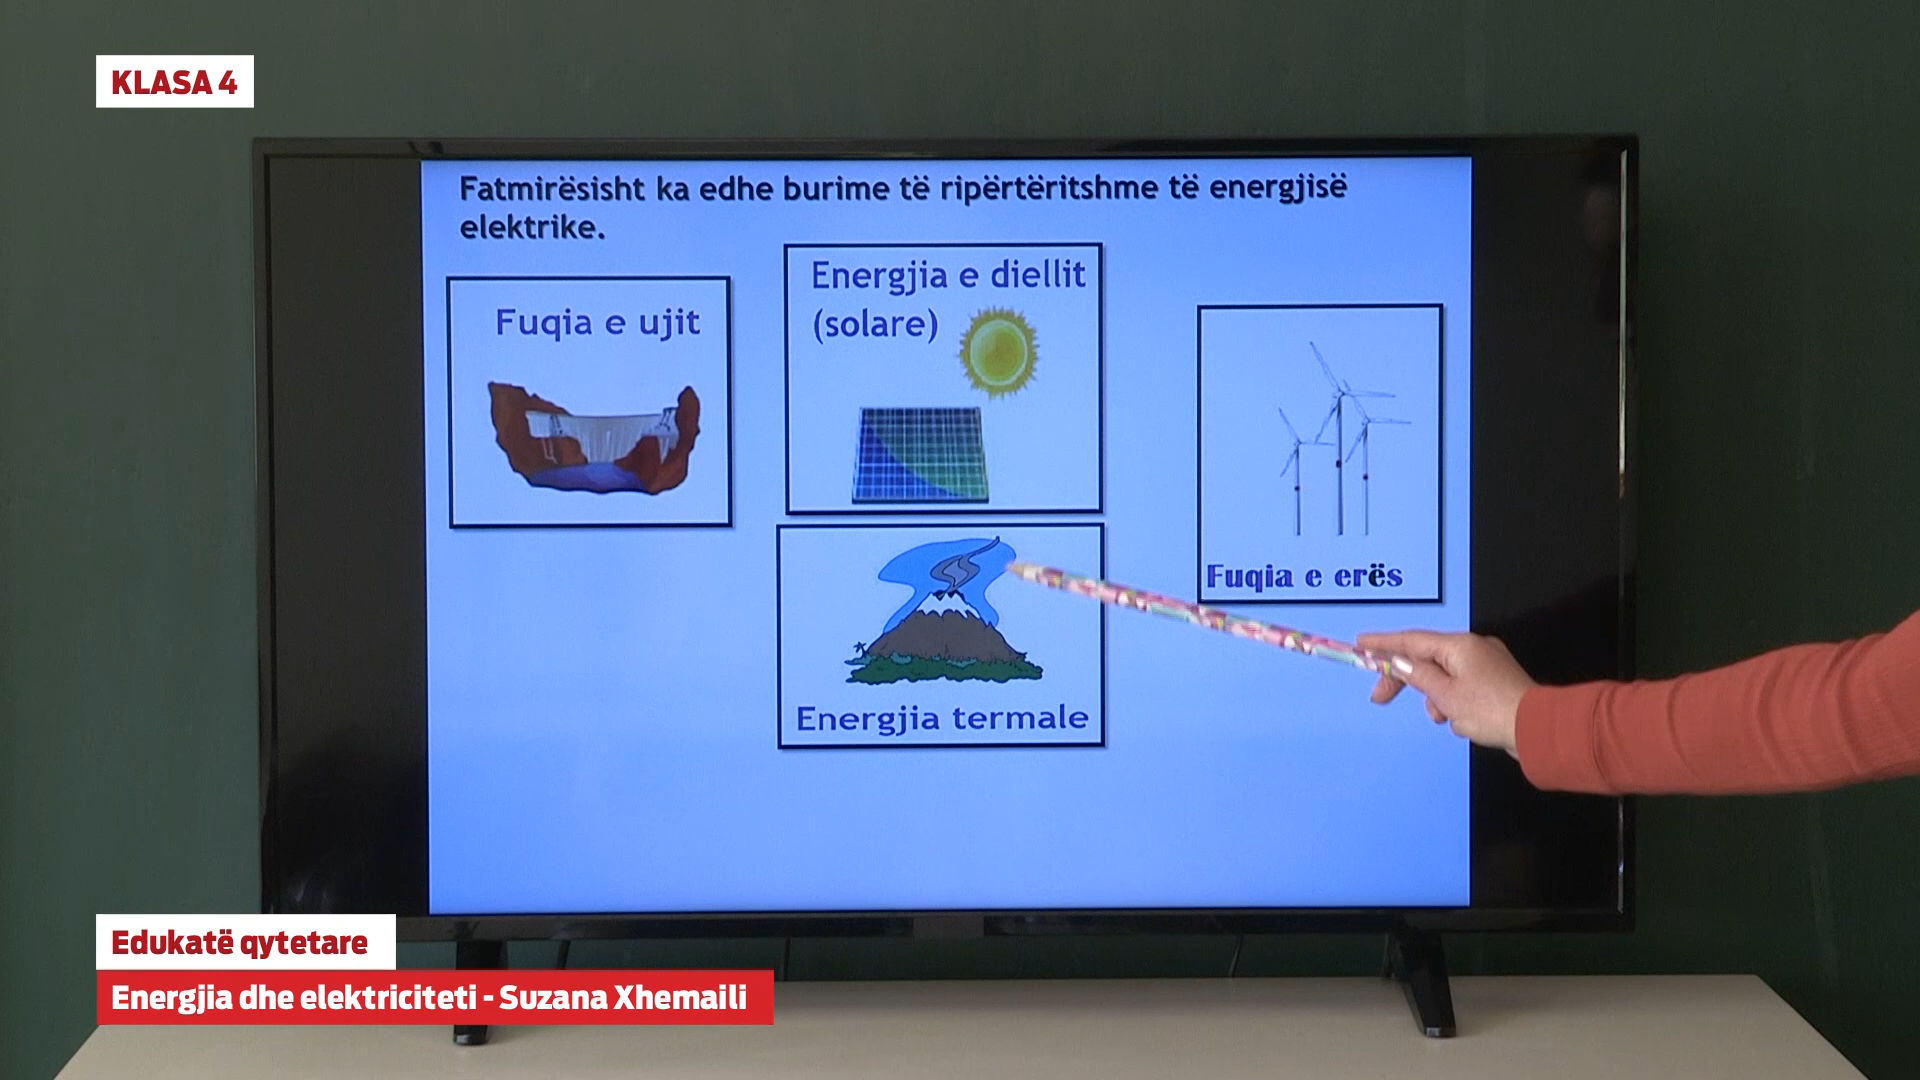 KLASA 4
Fatmirësisht ka edhe burime të ripërtëritshme të energjisë
elektrike.
Fuqia e ujit
Energjia e diellit
(solare)
Fuqia e erës
Energjia termale
Edukatë qytetare
Energjia dhe elektriciteti - Suzana Xhemaili